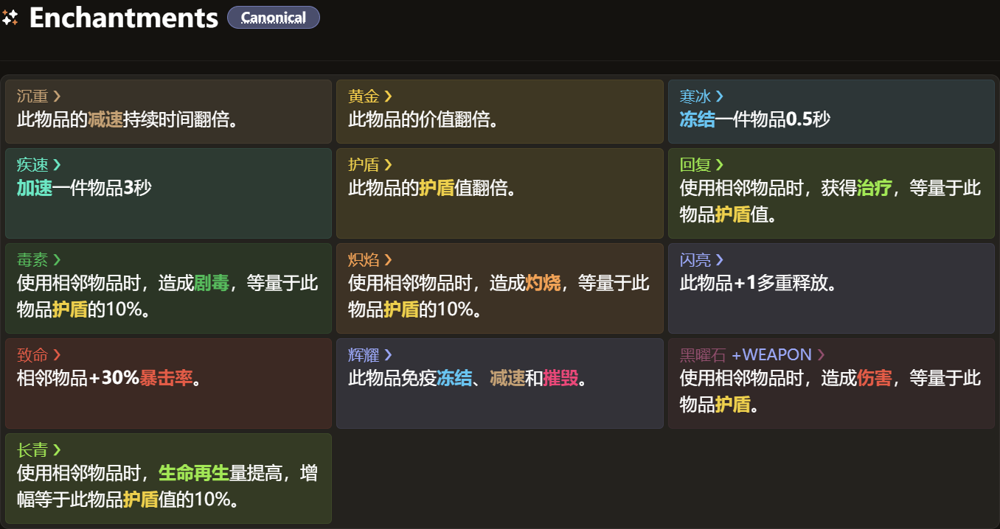 Enchantments Canonical
沉重
此物品的减速持续时间翻倍。
黄金
此物品的价值翻倍。
寒冰
冻结一件物品0.5秒
疾速
加速一件物品3秒
护盾
此物品的护盾值翻倍。
回复
使用相邻物品时，获得治疗，等量于此
物品护盾值。
毒素
使用相邻物品时，造成剧毒，等量于此
物品护盾的10%。
炽焰
使用相邻物品时，造成灼烧，等量于此
物品护盾的10%。
闪亮
此物品+1多重释放。
致命
相邻物品+30%暴击率。
辉耀
此物品免疫冻结、减速和摧毁。
黑曜石 +WEAPON
使用相邻物品时，造成伤害，等量于此
物品护盾。
长青
使用相邻物品时，生命再生量提高，增
幅等于此物品护盾值的10%。